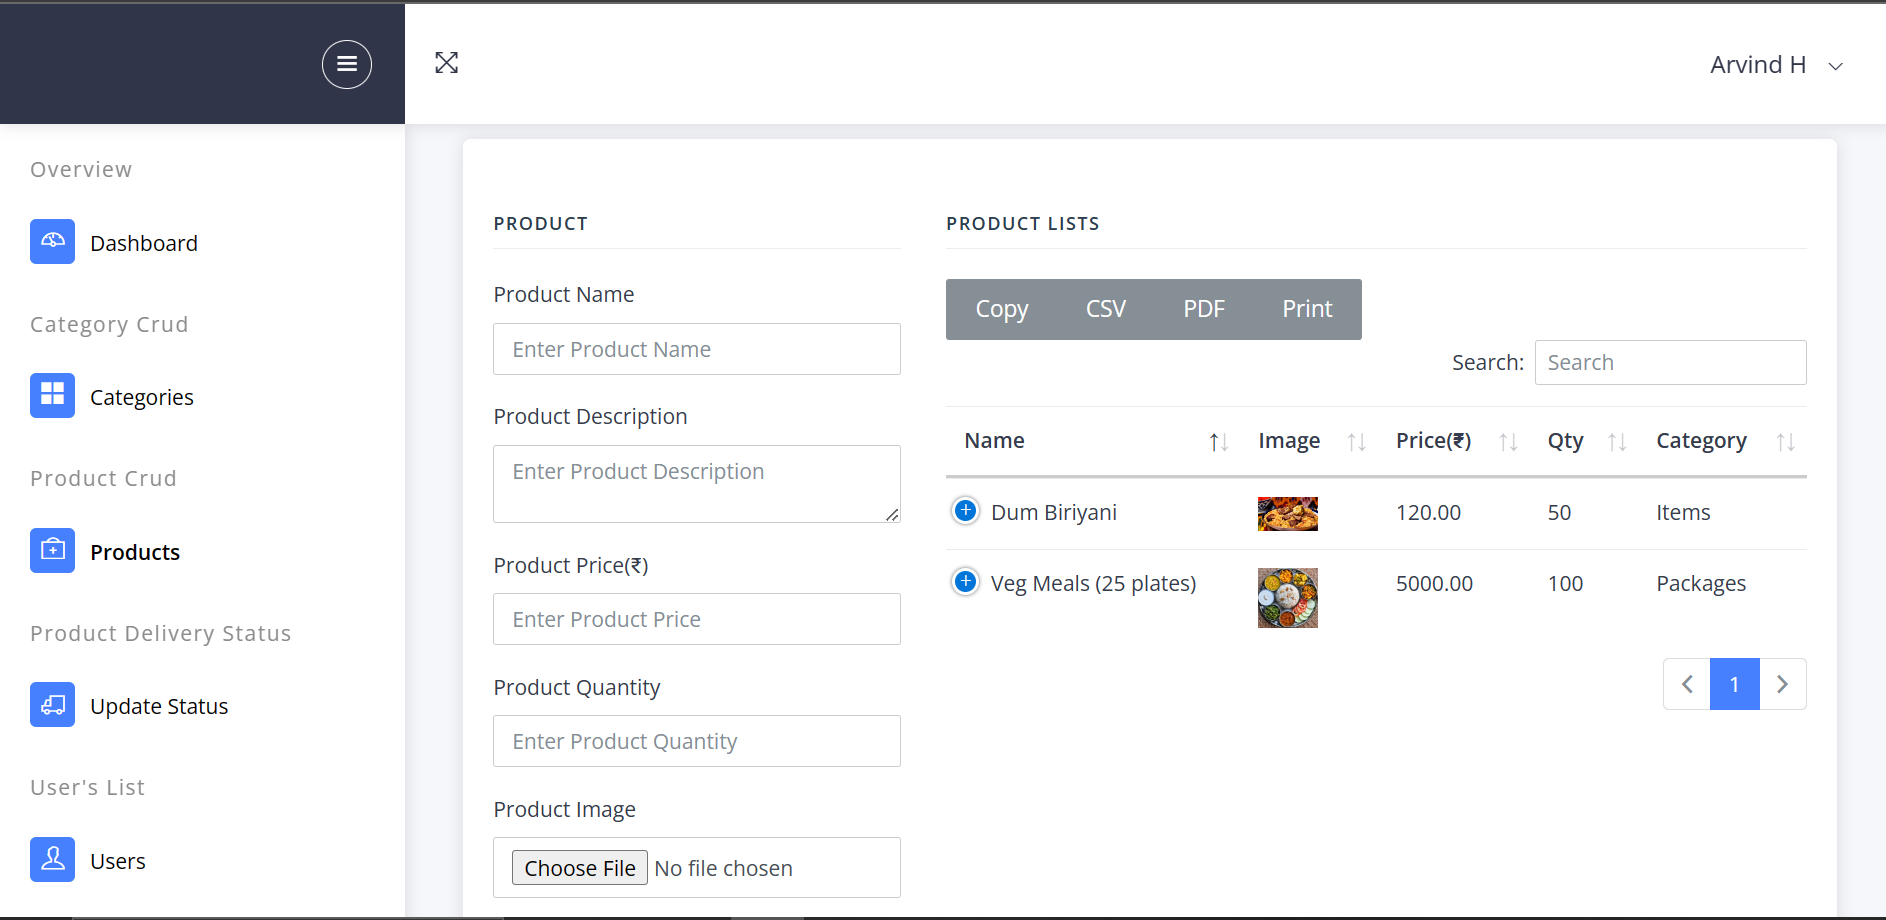 Arvind H
Overview
Dashboard
Category Crud
Categories
Product Crud
Products
Product Delivery Status
Update Status
User's List
Users
PRODUCT
Product Name
Enter Product Name
Product Description
Enter Product Description
Product Price(₹)
Enter Product Price
Product Quantity
Enter Product Quantity
Product Image
Choose File No file chosen
PRODUCT LISTS
Copy CSV PDF Print
Search: Search
Name Image Price(₹) Qty Category
Dum Biriyani 120.00 50 Items
Veg Meals (25 plates) 5000.00 100 Packages
1